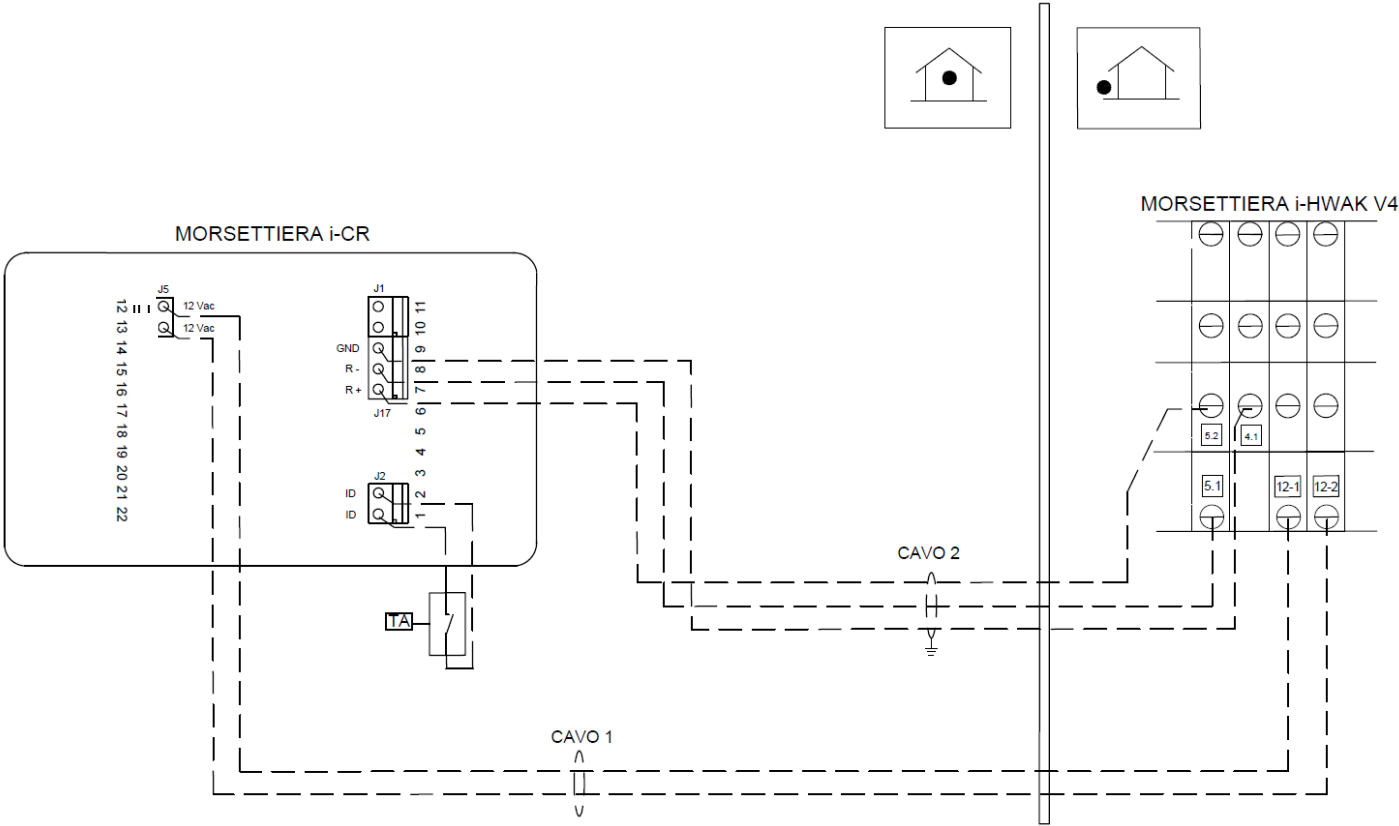 MORSETTIERA i-HWAK V4
MORSETTIERA i-CR
J5
12 Vac
12 Vac
12 13 14 15 16 17 18 19 20 21 22
J1
GND
R -
R +
J17
J2
ID
ID
1 2 3 4 5 6 7 8 9 10 11
5.2
4.1
5.1
12-1
12-2
CAVO 2
TA
CAVO 1